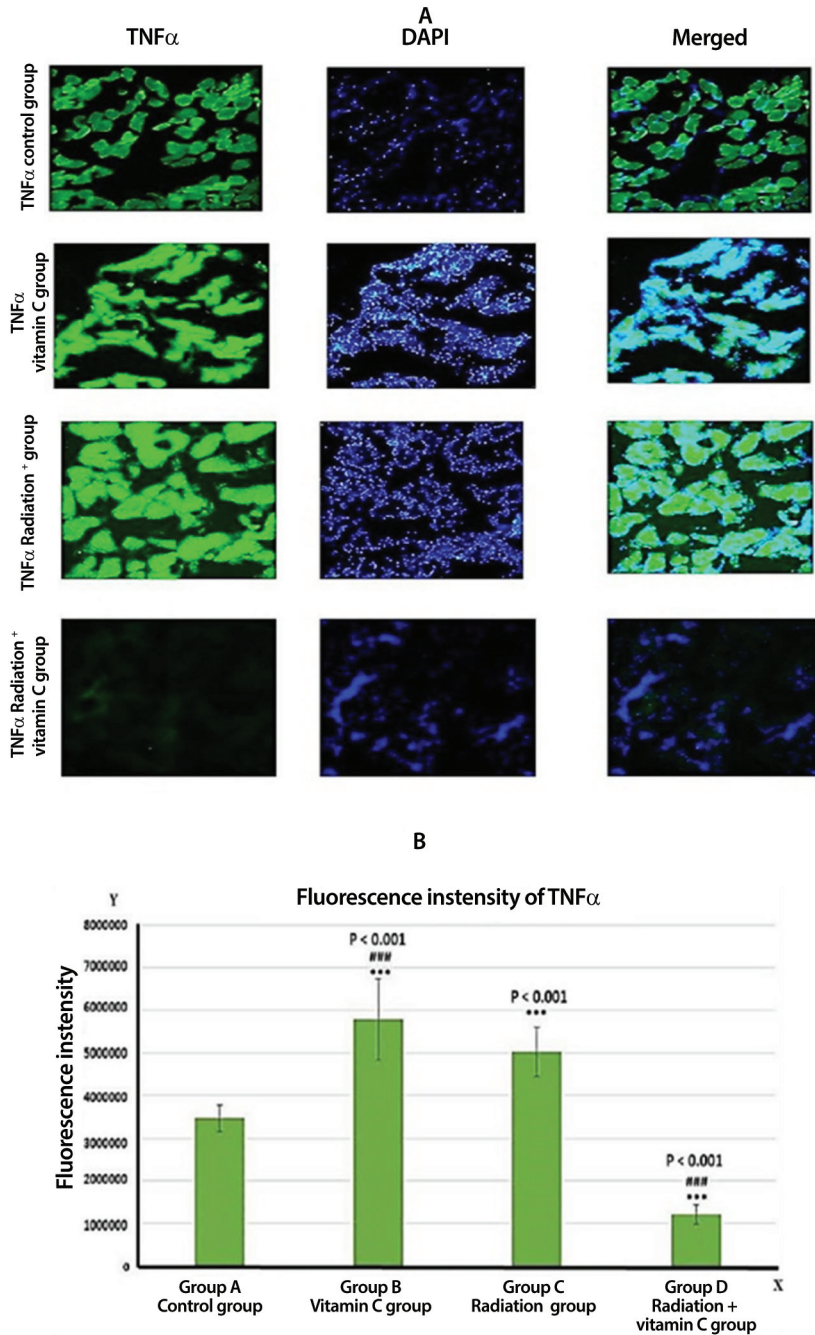 A
TNFα DAPI Merged
TNFα control group
TNFα
vitamin C group
TNFα Radiation + group
TNFα Radiation +
vitamin C group
B
Fluorescence instensity of TNFα
Y
Fluorescence instensity
8000000
7000000
6000000
5000000
4000000
3000000
2000000
1000000
0
P < 0.001
###
•••
P < 0.001
•••
P < 0.001
###
•••
Group A
Control group
Group B
Vitamin C group
Group C
Radiation group
Group D
Radiation +
vitamin C group
X